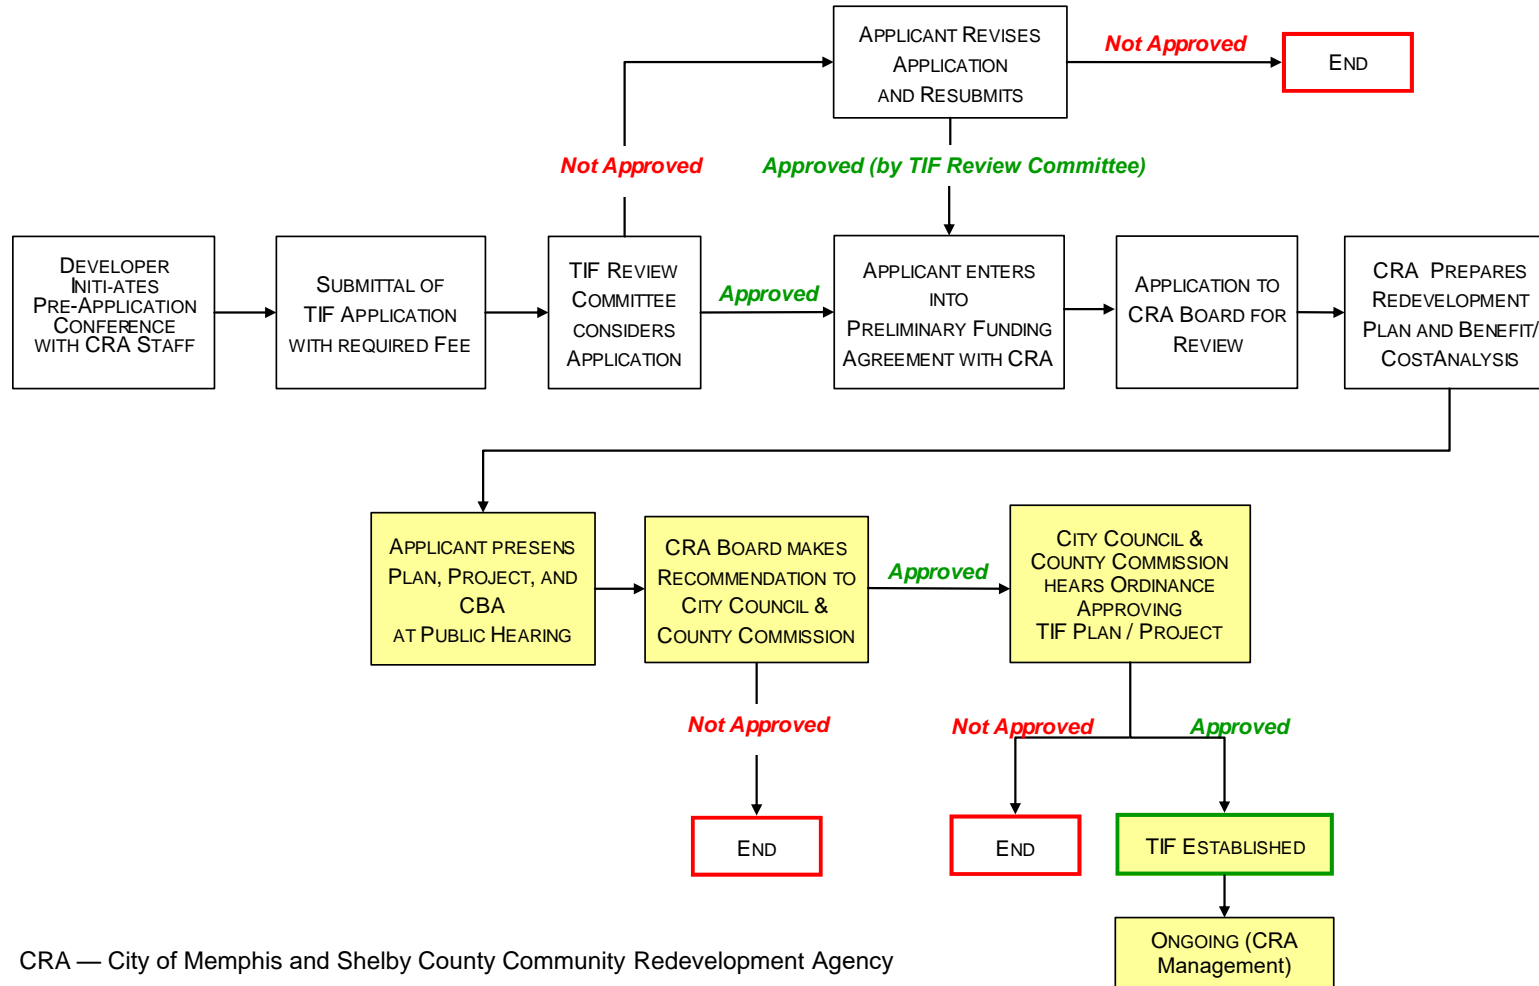 APPLICANT REVISES
APPLICATION
AND RESUBMITS
Not Approved
END
Not Approved
Approved (by TIF Review Committee)
DEVELOPER
INITI-ATES
PRE-APPLICATION
CONFERENCE
WITH CRA STAFF
SUBMITTAL OF
TIF APPLICATION
WITH REQUIRED FEE
TIF REVIEW
COMMITTEE
CONSIDERS
APPLICATION
Approved
APPLICANT ENTERS
INTO
PRELIMINARY FUNDING
AGREEMENT WITH CRA
APPLICATION TO
CRA BOARD FOR
REVIEW
CRA PREPARES
REDEVELOPMENT
PLAN AND BENEFIT/
COSTANALYSIS
APPLICANT PRESENS
PLAN, PROJECT, AND
CBA
AT PUBLIC HEARING
CRA BOARD MAKES
RECOMMENDATION TO
CITY COUNCIL &
COUNTY COMMISSION
Approved
CITY COUNCIL &
COUNTY COMMISSION
HEARS ORDINANCE
APPROVING
TIF PLAN / PROJECT
Not Approved
Not Approved
Approved
END
END
TIF ESTABLISHED
ONGOING (CRA
Management)
CRA — City of Memphis and Shelby County Community Redevelopment Agency